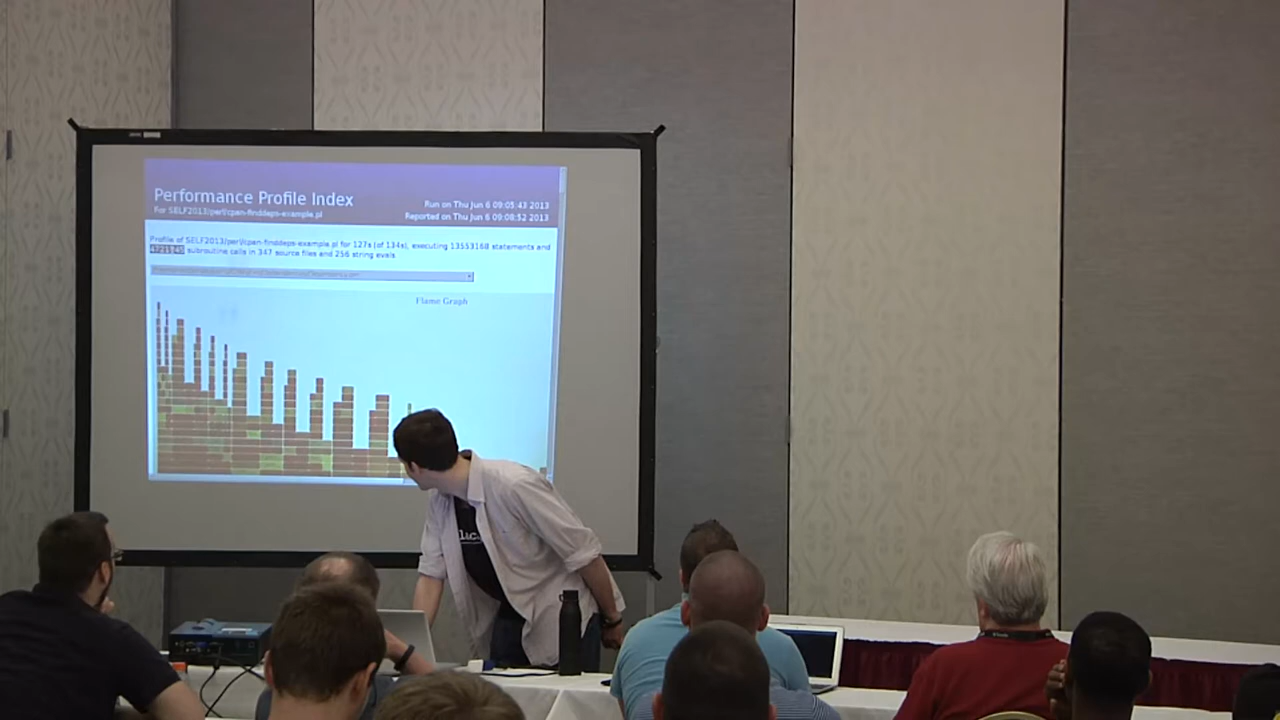 Performance Profile Index
For SELF2013/perl/cpan-finddeps-example.pl
Run on Thu Jun 6 09:05:43 2013
Reported on Thu Jun 6 09:08:52 2013
Profile of SELF2013/perl/cpan-finddeps-example.pl for 127s (of 134s), executing 13553168 statements and
subroutine calls in 347 source files and 256 string evals
Flame Graph